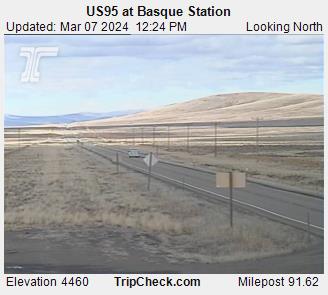 US95 at Basque Station
Updated: Mar 07 2024 12:24 PM Looking North
Elevation 4460 TripCheck.com Milepost 91.62